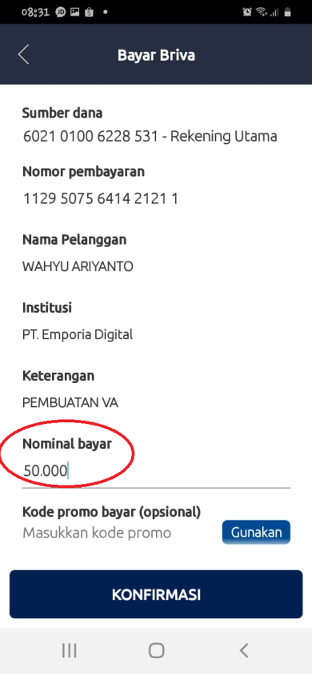 08:31
Bayar Briva
Sumber dana
6021 0100 6228 531 - Rekening Utama
Nomor pembayaran
1129 5075 6414 2121 1
Nama Pelanggan
WAHYU ARIYANTO
Institusi
PT. Emporia Digital
Keterangan
PEMBUATAN VA
Nominal bayar
50.000
Kode promo bayar (opsional)
Masukkan kode promo
Gunakan
KONFIRMASI